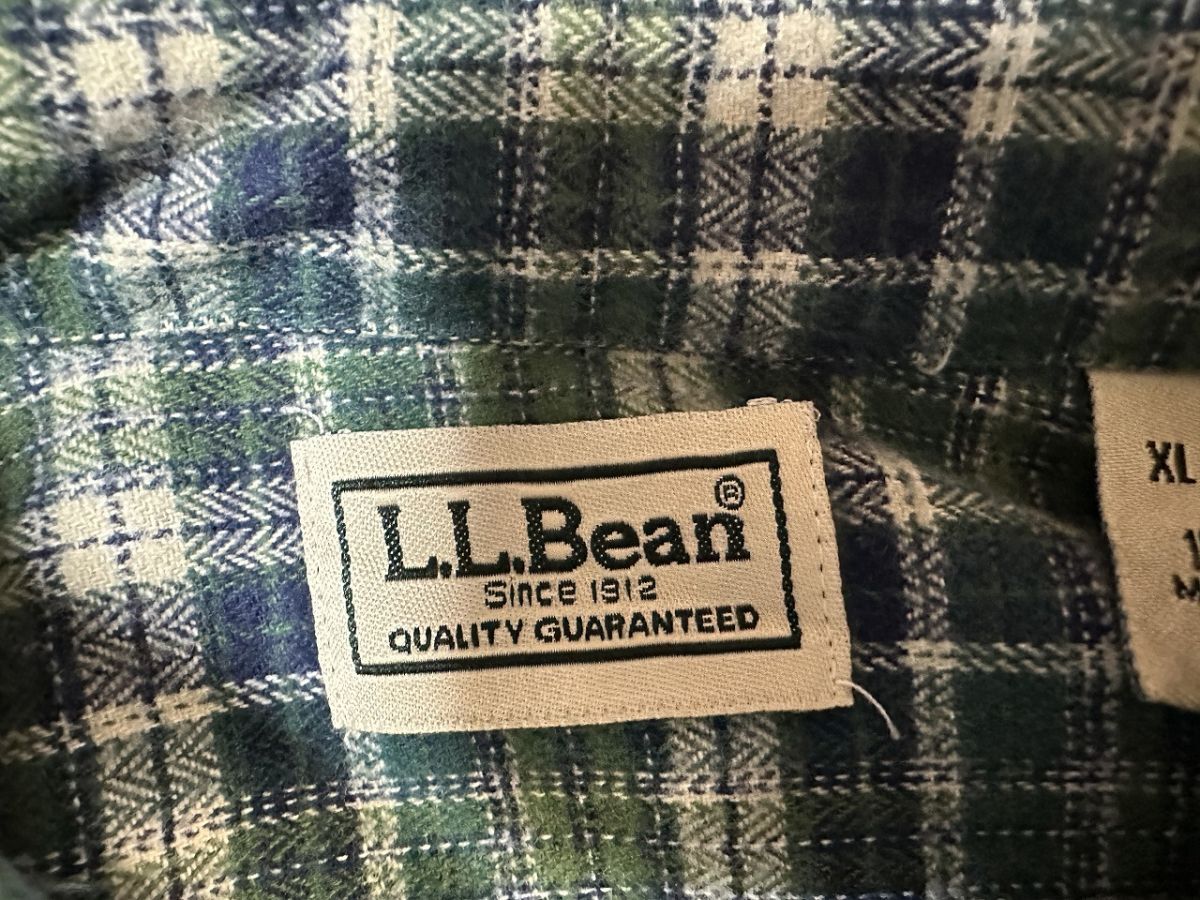 L.L.Bean®
Since 1912
QUALITY GUARANTEED
XL